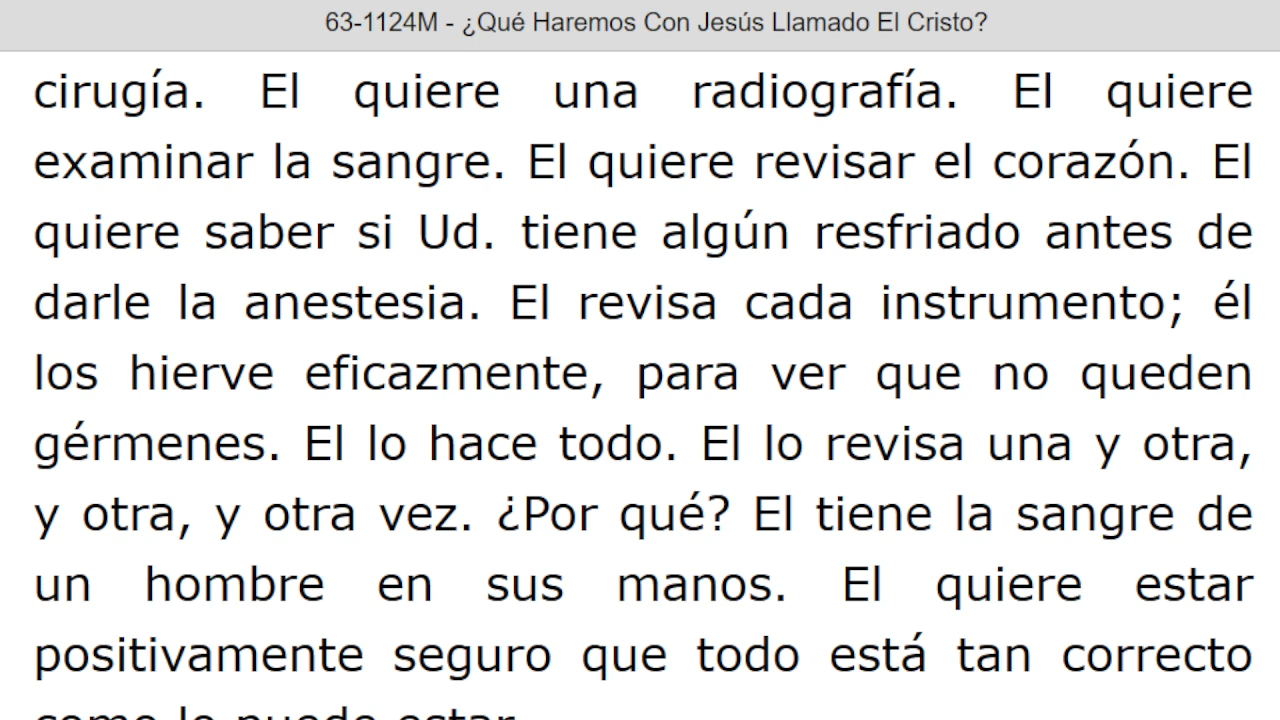 63-1124M - ¿Qué Haremos Con Jesús Llamado El Cristo?
cirugía. El quiere una radiografía. El quiere
examinar la sangre. El quiere revisar el corazón. El
quiere saber si Ud. tiene algún resfriado antes de
darle la anestesia. El revisa cada instrumento; él
los hierve eficazmente, para ver que no queden
gérmenes. El lo hace todo. El lo revisa una y otra,
y otra, y otra vez. ¿Por qué? El tiene la sangre de
un hombre en sus manos. El quiere estar
positivamente seguro que todo está tan correcto
como lo puede estar.